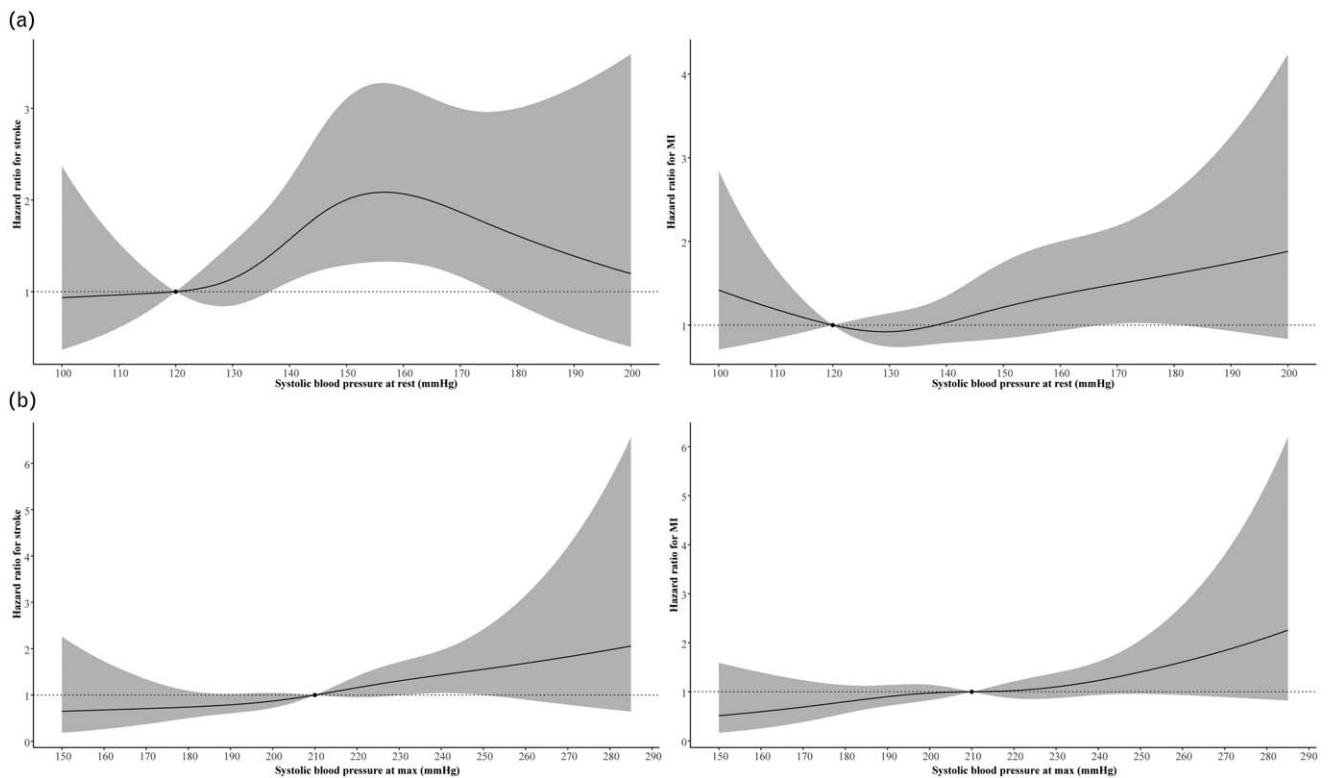 (a)
Hazard ratio for stroke
3
2
1
100 110 120 130 140 150 160 170 180 190 200
Systolic blood pressure at rest (mmHg)
Hazard ratio for MI
4
3
2
1
100 110 120 130 140 150 160 170 180 190 200
Systolic blood pressure at rest (mmHg)
(b)
Hazard ratio for stroke
6
5
4
3
2
1
0
150 160 170 180 190 200 210 220 230 240 250 260 270 280 290
Systolic blood pressure at max (mmHg)
Hazard ratio for MI
6
5
4
3
2
1
0
150 160 170 180 190 200 210 220 230 240 250 260 270 280 290
Systolic blood pressure at max (mmHg)